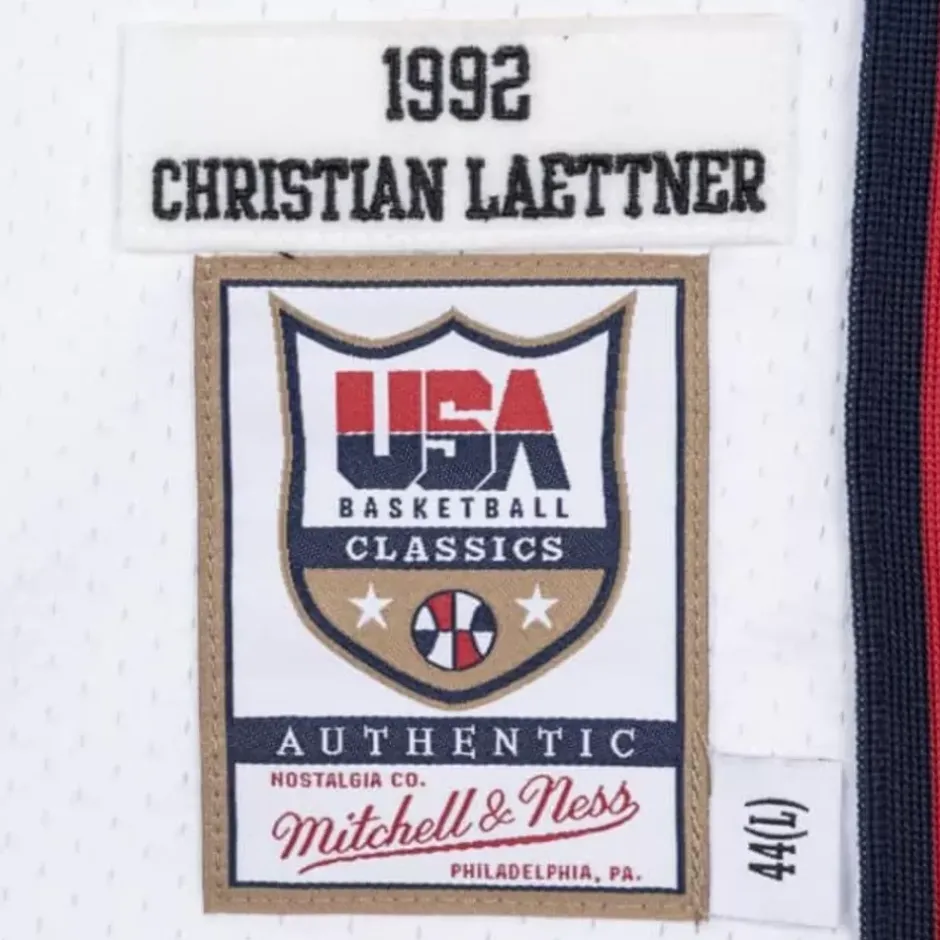 1992
CHRISTIAN LAETTNER
USA
BASKETBALL
CLASSICS
AUTHENTIC
NOSTALGIA CO.
Mitchell & Ness
PHILADELPHIA, PA.
44(L)